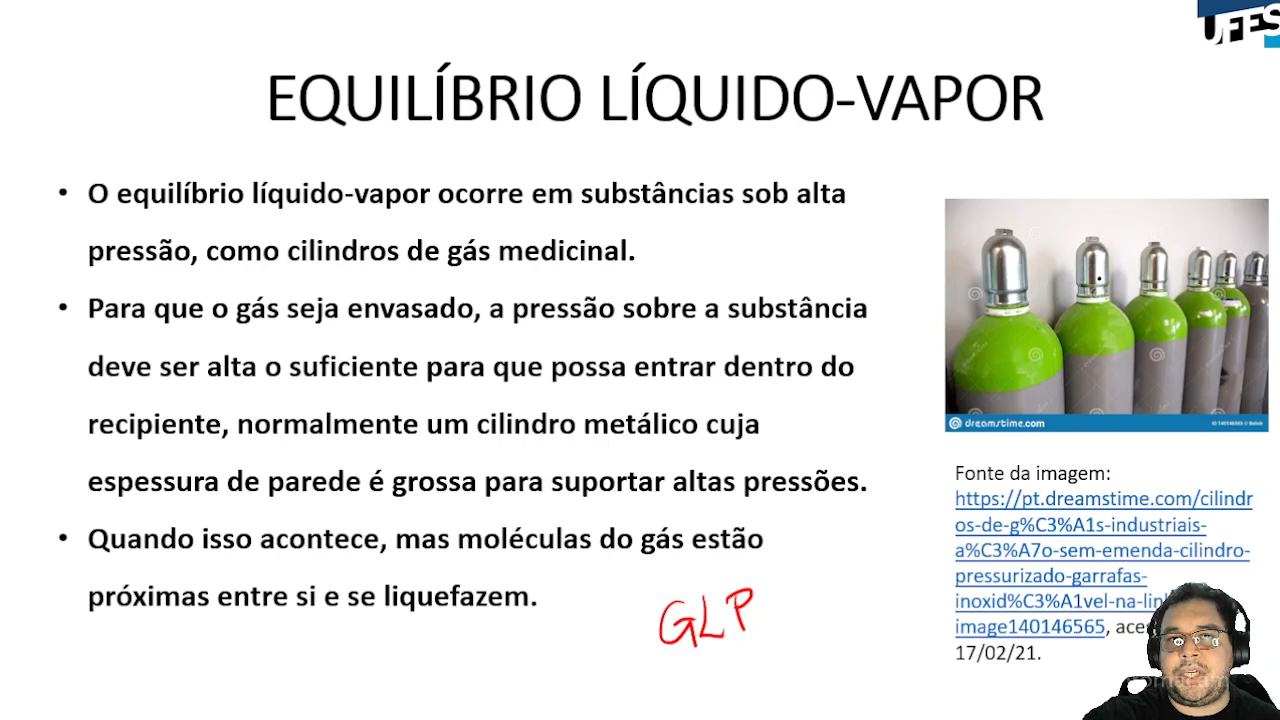 UFES
EQUILÍBRIO LÍQUIDO-VAPOR
• O equilíbrio líquido-vapor ocorre em substâncias sob alta
pressão, como cilindros de gás medicinal.
• Para que o gás seja envasado, a pressão sobre a substância
deve ser alta o suficiente para que possa entrar dentro do
recipiente, normalmente um cilindro metálico cuja
espessura de parede é grossa para suportar altas pressões.
• Quando isso acontece, mas moléculas do gás estão
próximas entre si e se liquefazem.
GLP
dreamstime.com
Fonte da imagem:
https://pt.dreamstime.com/cilindr
os-de-g%C3%A1s-industriais-
a%C3%A7o-sem-emenda-cilindro-
pressurizado-garrafas-
inoxid%C3%A1vel-na-lin
image140146565, ace
17/02/21.